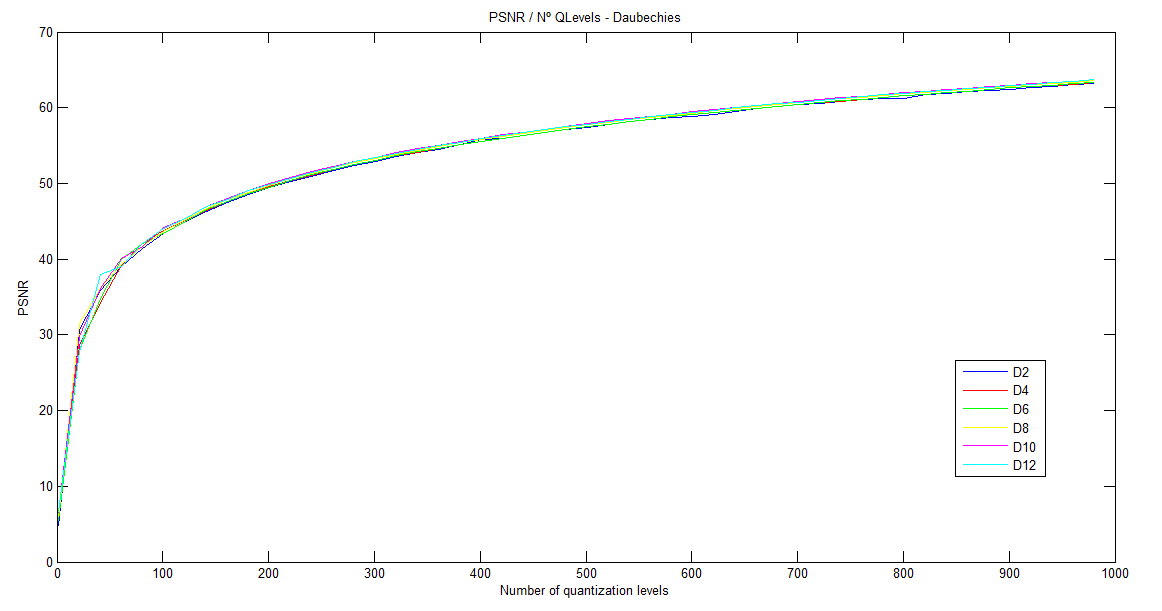 PSNR / Nº QLevels - Daubechies
70
60
50
40
30
20
10
0
PSNR
0 100 200 300 400 500 600 700 800 900 1000
Number of quantization levels
D2
D4
D6
D8
D10
D12